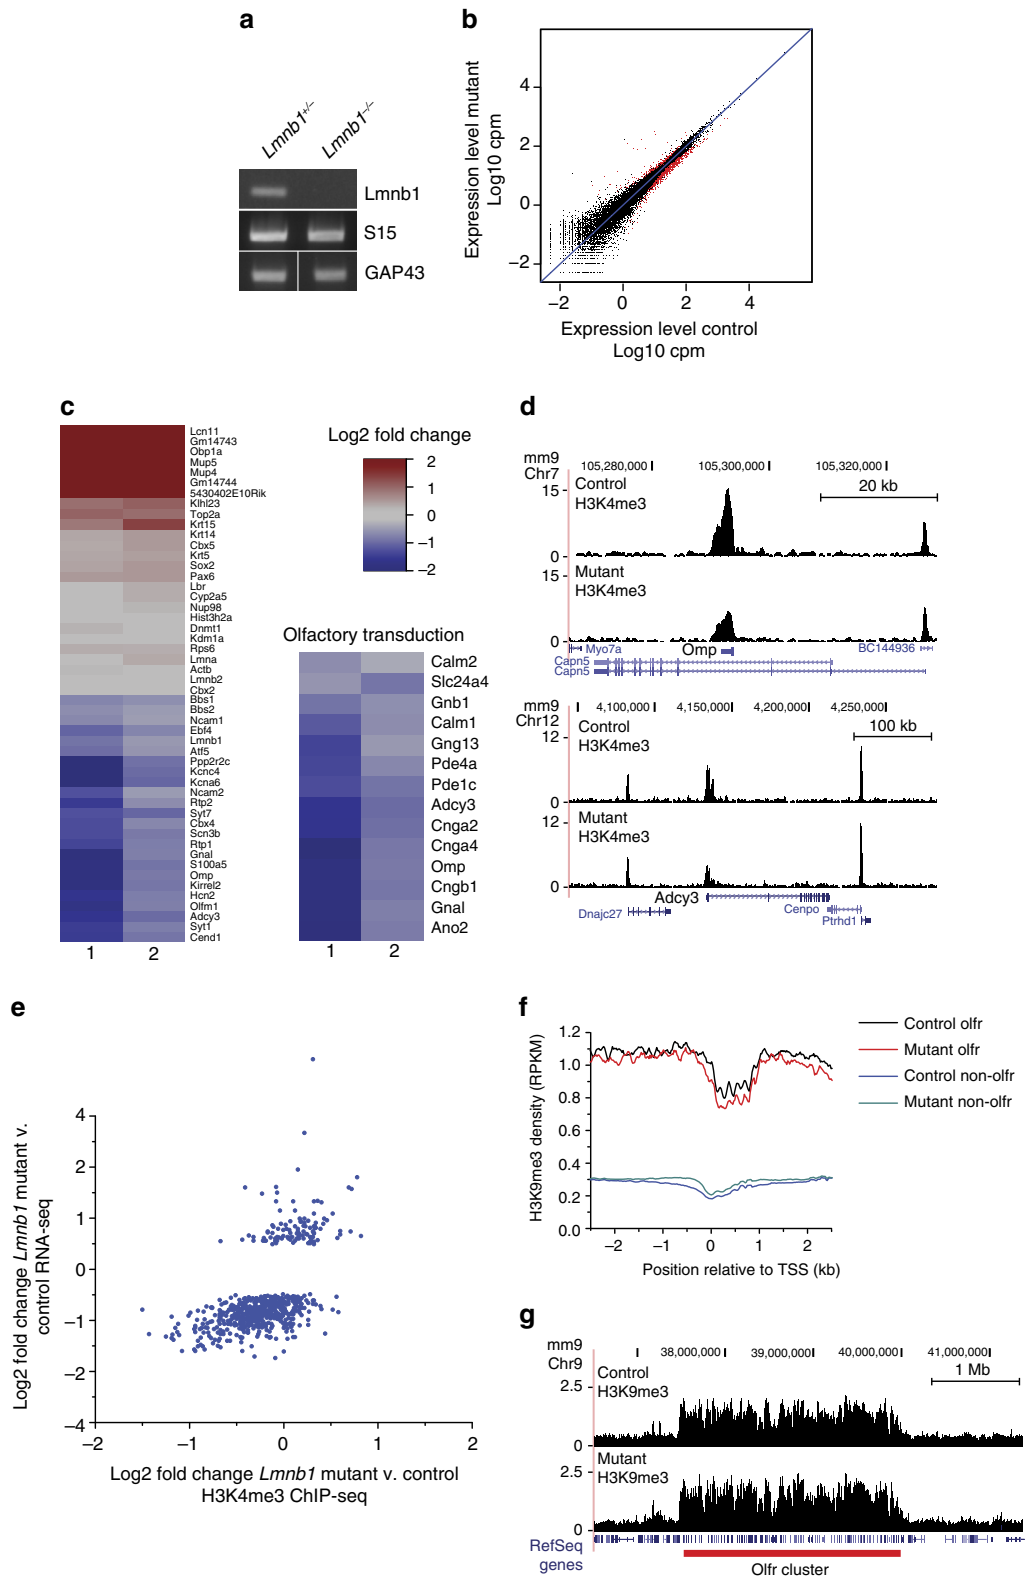 a
Lmnb1+/–
Lmnb1–/–
Lmnb1
S15
GAP43
b
Expression level mutant
Log10 cpm
4
2
0
–2
–2
0
2
4
Expression level control
Log10 cpm
c
Lcn11
Gm14743
Obp1a
Mup5
Mup4
Gm14744
5430402E10Rik
Klhl23
Top2a
Krt15
Krt14
Cbx5
Krt5
Sox2
Pax6
Lbr
Cyp2a5
Nup98
Hist3h2a
Dnmt1
Kdm1a
Rps6
Lmna
Actb
Lmnb2
Cbx2
Bbs1
Bbs2
Ncam1
Ebf4
Lmnb1
Atf5
Ppp2r2c
Kcnc4
Kcna6
Ncam2
Rtp2
Syt7
Cbx4
Scn3b
Rtp1
Gnal
S100a5
Omp
Kirrel2
Hcn2
Olfm1
Adcy3
Syt1
Cend1
1
2
Log2 fold change
2
1
0
–1
–2
Olfactory transduction
Calm2
Slc24a4
Gnb1
Calm1
Gng13
Pde4a
Pde1c
Adcy3
Cnga2
Cnga4
Omp
Cngb1
Gnal
Ano2
1
2
d
mm9
Chr7
105,280,000
105,300,000
105,320,000
20 kb
15
Control
H3K4me3
0
15
Mutant
H3K4me3
0
Myo7a
Omp
BC144936
Capn5
Capn5
mm9
Chr12
4,100,000
4,150,000
4,200,000
4,250,000
100 kb
12
Control
H3K4me3
0
12
Mutant
H3K4me3
0
Adcy3
Dnajc27
Cenpo
Ptrhd1
e
Log2 fold change Lmnb1 mutant v.
control RNA-seq
4
2
1
0
–1
–2
–4
–2
–1
0
1
2
Log2 fold change Lmnb1 mutant v. control
H3K4me3 ChIP-seq
f
H3K9me3 density (RPKM)
1.2
1.0
0.8
0.6
0.4
0.2
0.0
–2
–1
0
1
2
Position relative to TSS (kb)
Control olfr
Mutant olfr
Control non-olfr
Mutant non-olfr
g
mm9
Chr9
38,000,000
39,000,000
40,000,000
41,000,000
1 Mb
2.5
Control
H3K9me3
0
2.5
Mutant
H3K9me3
0
RefSeq
genes
Olfr cluster